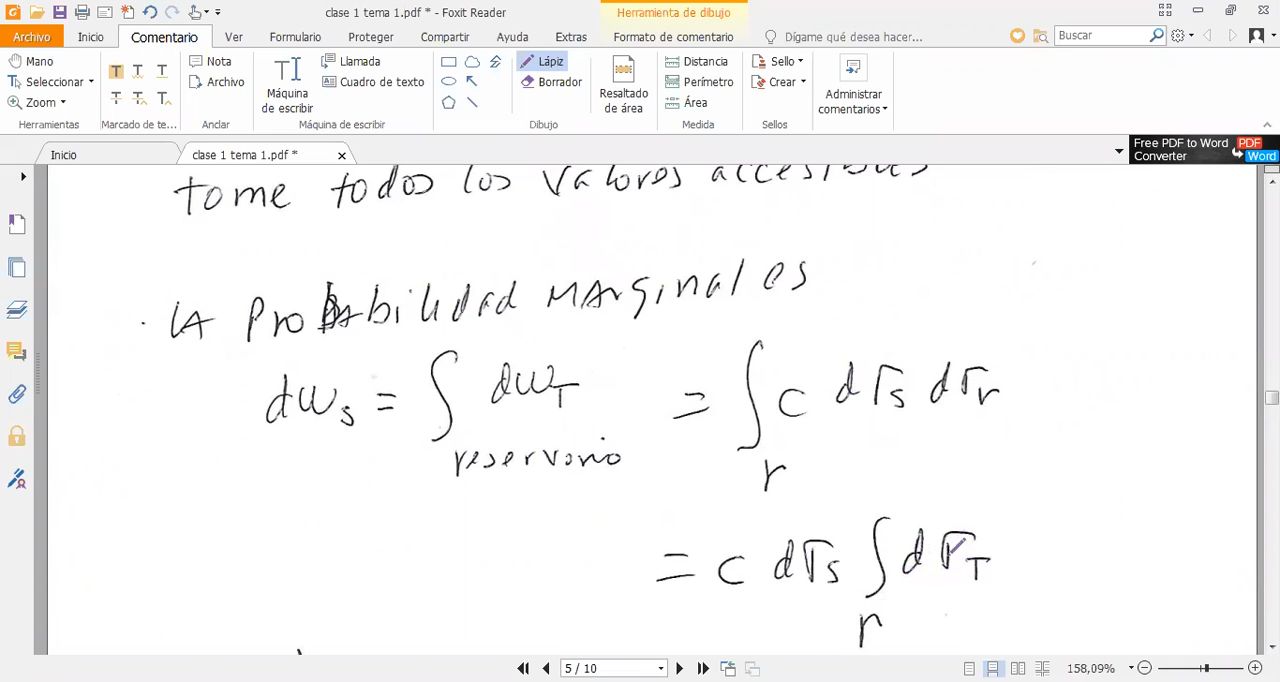 clase 1 tema 1.pdf * - Foxit Reader
Herramienta de dibujo
Archivo Inicio Comentario Ver Formulario Proteger Compartir Ayuda Extras Formato de comentario Dígame qué desea hacer... Buscar
Mano
Seleccionar
Zoom
Herramientas
T T T
T T T
Marcado de te...
Nota
Archivo
Anclar
Máquina de escribir
Llamada
Cuadro de texto
Máquina de escribir
Lápiz
Borrador
Dibujo
Resaltado de área
Distancia
Perímetro
Área
Medida
Sello
Crear
Sellos
Administrar comentarios
Inicio
clase 1 tema 1.pdf *
Free PDF to Word Converter
PDF
Word
tome todos los valores accesibles
. LA Probabilidad MARginal es
dWs = ∫ dWT = ∫ c dΓs dΓr
reservorio r
= c dΓs ∫ dΓT
r
5 / 10
158,09%